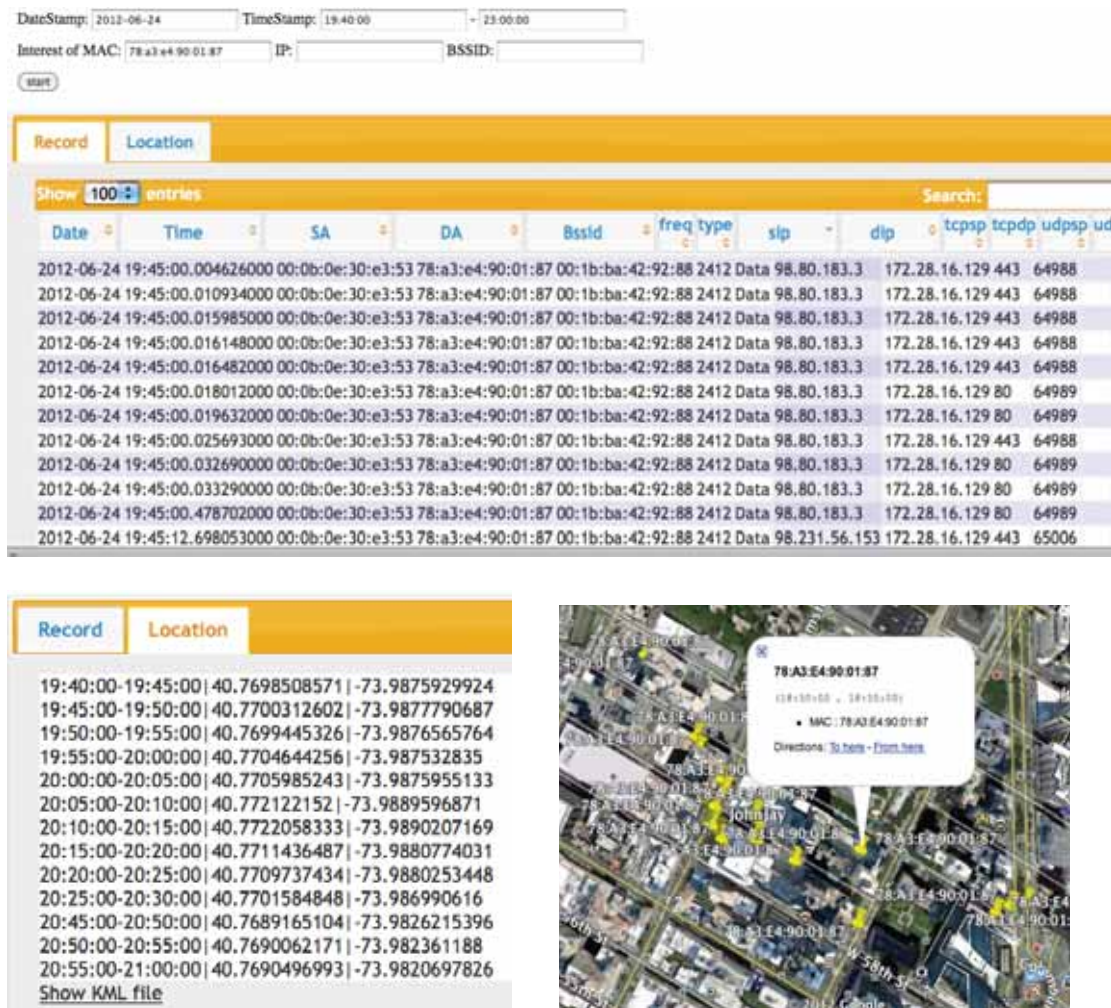 DateStamp: 2012-06-24 TimeStamp: 19:40:00 - 23:00:00
Interest of MAC: 78:a3:e4:90:01:87 IP: BSSID:
start
Record Location
Show 100 entries Search:
Date Time SA DA Bssid freq type sip dip tcpsp tcpdp udpsp ud
2012-06-24 19:45:00.004626000 00:0b:0e:30:e3:53 78:a3:e4:90:01:87 00:1b:ba:42:92:88 2412 Data 98.80.183.3 172.28.16.129 443 64988
2012-06-24 19:45:00.010934000 00:0b:0e:30:e3:53 78:a3:e4:90:01:87 00:1b:ba:42:92:88 2412 Data 98.80.183.3 172.28.16.129 443 64988
2012-06-24 19:45:00.015985000 00:0b:0e:30:e3:53 78:a3:e4:90:01:87 00:1b:ba:42:92:88 2412 Data 98.80.183.3 172.28.16.129 443 64988
2012-06-24 19:45:00.016148000 00:0b:0e:30:e3:53 78:a3:e4:90:01:87 00:1b:ba:42:92:88 2412 Data 98.80.183.3 172.28.16.129 443 64988
2012-06-24 19:45:00.016482000 00:0b:0e:30:e3:53 78:a3:e4:90:01:87 00:1b:ba:42:92:88 2412 Data 98.80.183.3 172.28.16.129 443 64988
2012-06-24 19:45:00.018012000 00:0b:0e:30:e3:53 78:a3:e4:90:01:87 00:1b:ba:42:92:88 2412 Data 98.80.183.3 172.28.16.129 80 64989
2012-06-24 19:45:00.019632000 00:0b:0e:30:e3:53 78:a3:e4:90:01:87 00:1b:ba:42:92:88 2412 Data 98.80.183.3 172.28.16.129 80 64989
2012-06-24 19:45:00.025693000 00:0b:0e:30:e3:53 78:a3:e4:90:01:87 00:1b:ba:42:92:88 2412 Data 98.80.183.3 172.28.16.129 443 64988
2012-06-24 19:45:00.032690000 00:0b:0e:30:e3:53 78:a3:e4:90:01:87 00:1b:ba:42:92:88 2412 Data 98.80.183.3 172.28.16.129 80 64989
2012-06-24 19:45:00.033290000 00:0b:0e:30:e3:53 78:a3:e4:90:01:87 00:1b:ba:42:92:88 2412 Data 98.80.183.3 172.28.16.129 80 64989
2012-06-24 19:45:00.478702000 00:0b:0e:30:e3:53 78:a3:e4:90:01:87 00:1b:ba:42:92:88 2412 Data 98.80.183.3 172.28.16.129 80 64989
2012-06-24 19:45:12.698053000 00:0b:0e:30:e3:53 78:a3:e4:90:01:87 00:1b:ba:42:92:88 2412 Data 98.231.56.153 172.28.16.129 443 65006
Record Location
19:40:00-19:45:00|40.7698508571|-73.9875929924
19:45:00-19:50:00|40.7700312602|-73.9877790687
19:50:00-19:55:00|40.7699445326|-73.9876565764
19:55:00-20:00:00|40.7704644256|-73.987532835
20:00:00-20:05:00|40.7705985243|-73.9875955133
20:05:00-20:10:00|40.772122152|-73.9889596871
20:10:00-20:15:00|40.7722058333|-73.9890207169
20:15:00-20:20:00|40.7711436487|-73.9880774031
20:20:00-20:25:00|40.7709737434|-73.9880253448
20:25:00-20:30:00|40.7701584848|-73.986990616
20:45:00-20:50:00|40.7689165104|-73.9826215396
20:50:00-20:55:00|40.7690062171|-73.982361188
20:55:00-21:00:00|40.7690496993|-73.9820697826
Show KML file
78:A3:E4:90:01:87
• MAC : 78:A3:E4:90:01:87
Directions: To here - From here
JohnJay
78:A3:E4:90:01:87
78:A3:E4:90:01:87
W 58th St
2012 Google